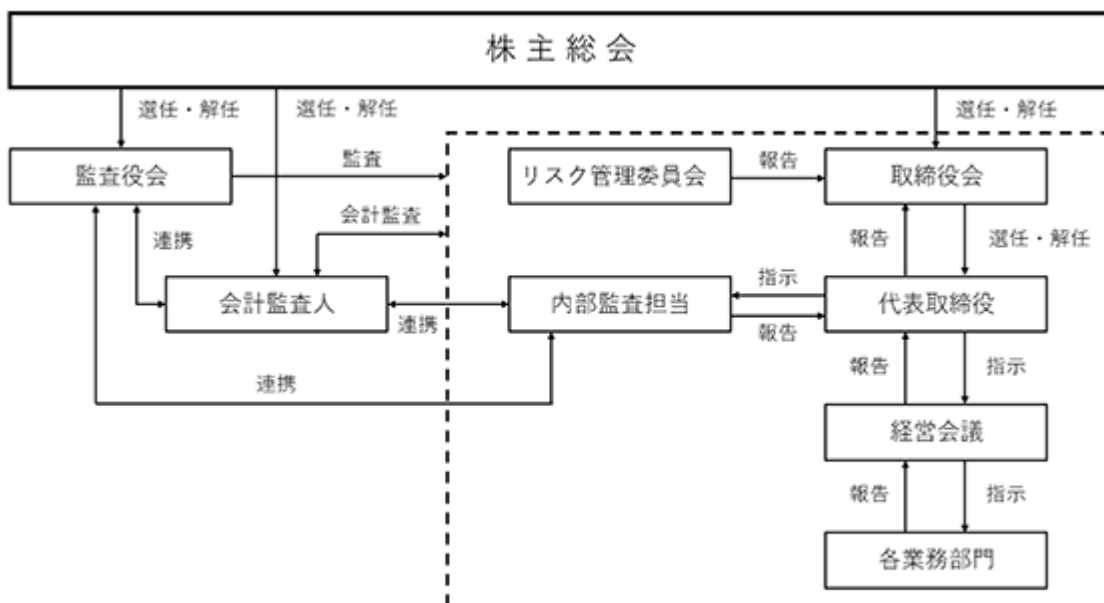 株主総会
選任・解任
選任・解任
選任・解任
監査役会
監査
リスク管理委員会
報告
取締役会
会計監査
連携
報告
選任・解任
会計監査人
連携
内部監査担当
指示
報告
代表取締役
連携
報告
指示
経営会議
報告
指示
各業務部門